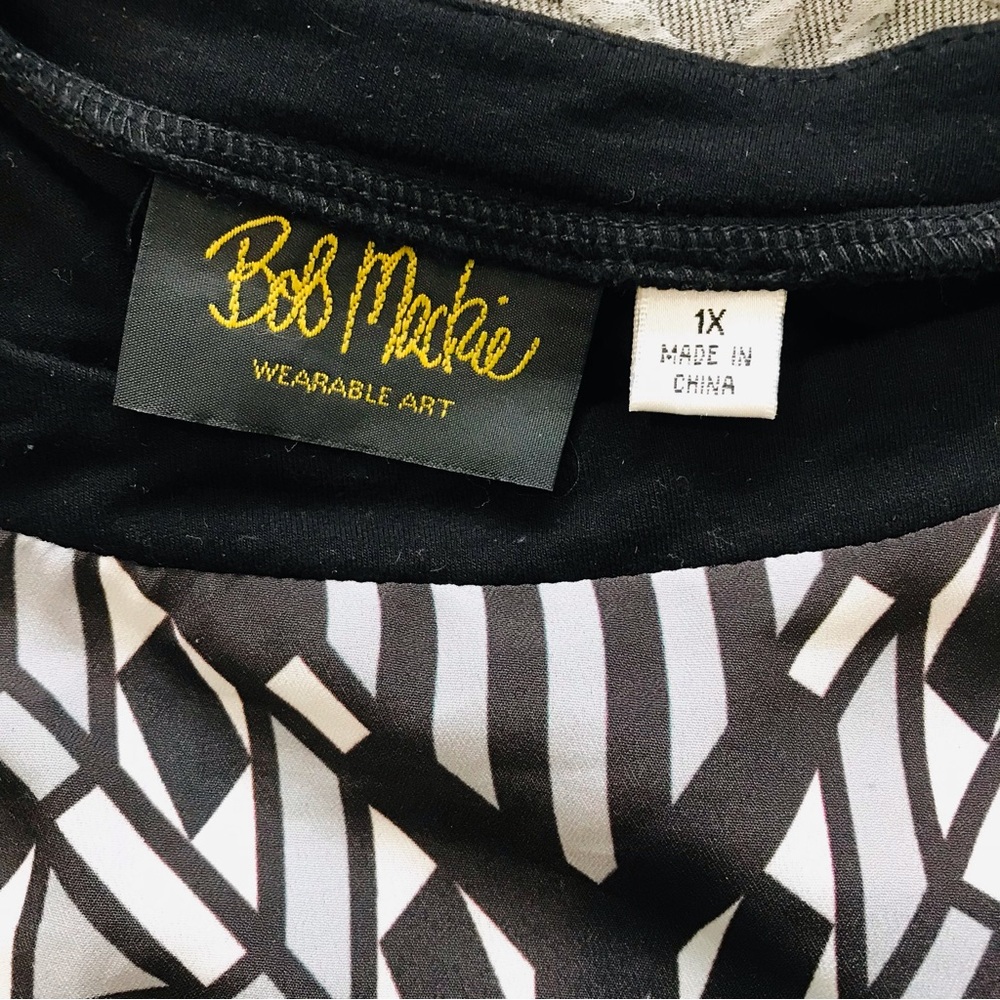 Bob Mackie
WEARABLE ART
1X
MADE IN
CHINA